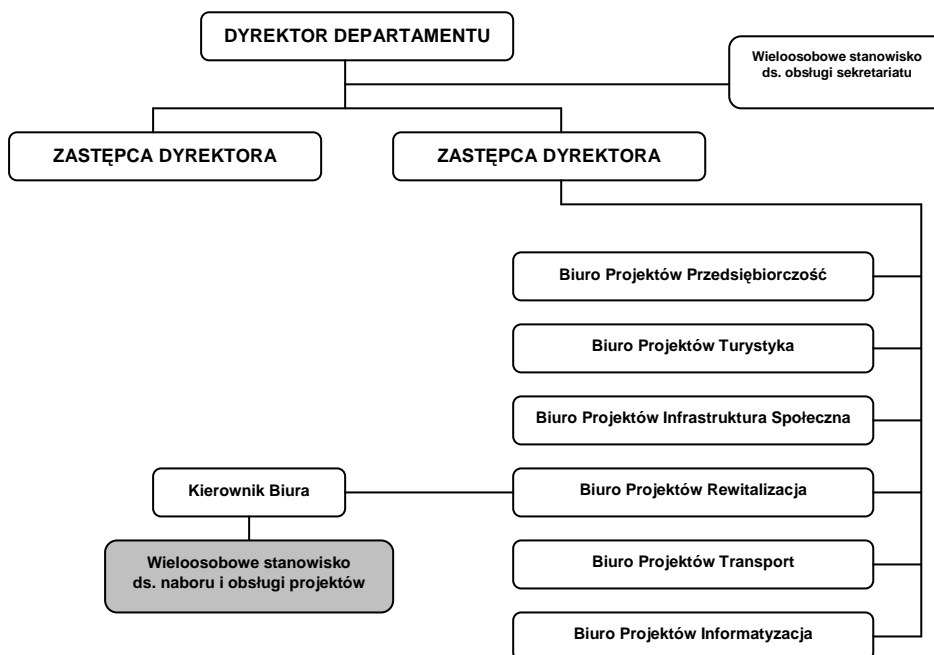 DYREKTOR DEPARTAMENTU
Wieloosobowe stanowisko
ds. obsługi sekretariatu
ZASTĘPCA DYREKTORA
ZASTĘPCA DYREKTORA
Biuro Projektów Przedsiębiorczość
Biuro Projektów Turystyka
Biuro Projektów Infrastruktura Społeczna
Kierownik Biura
Biuro Projektów Rewitalizacja
Wieloosobowe stanowisko
ds. naboru i obsługi projektów
Biuro Projektów Transport
Biuro Projektów Informatyzacja